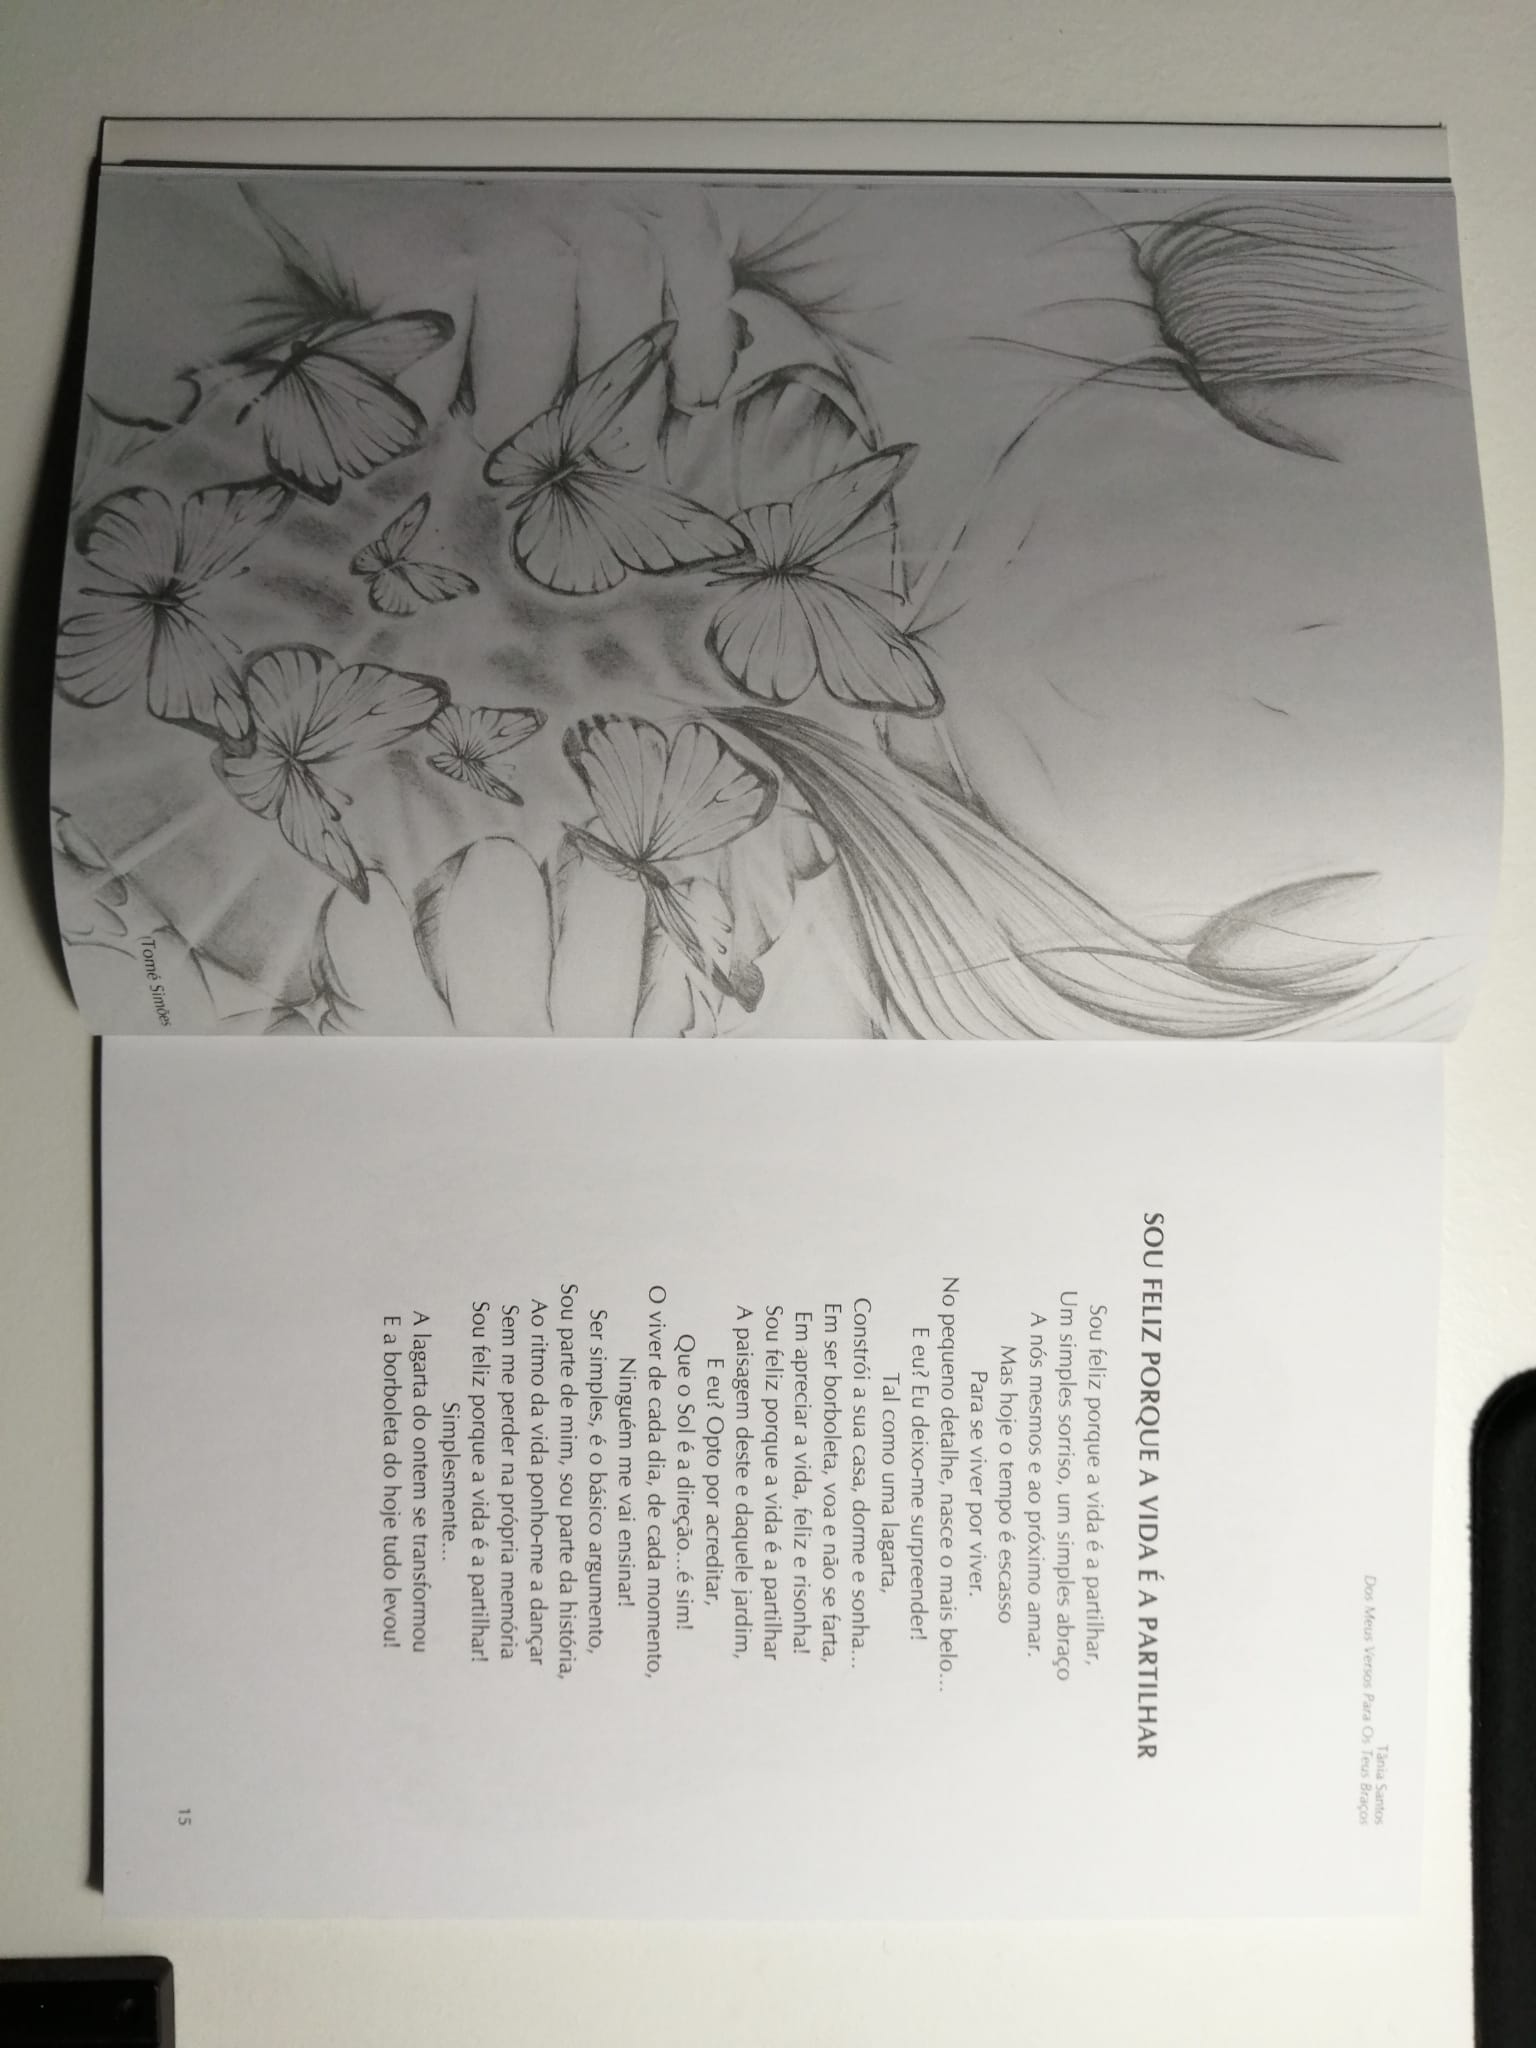 Tomé Simões
Tânia Santos
Dos Meus Versos Para Os Teus Braços
SOU FELIZ PORQUE A VIDA É A PARTILHAR
Sou feliz porque a vida é a partilhar,
Um simples sorriso, um simples abraço
A nós mesmos e ao próximo amar.
Mas hoje o tempo é escasso
Para se viver por viver.
No pequeno detalhe, nasce o mais belo...
E eu? Eu deixo-me surpreender!
Tal como uma lagarta,
Constrói a sua casa, dorme e sonha...
Em ser borboleta, voa e não se farta,
Em apreciar a vida, feliz e risonha!
Sou feliz porque a vida é a partilhar
A paisagem deste e daquele jardim,
E eu? Opto por acreditar,
Que o Sol é a direção...é sim!
O viver de cada dia, de cada momento,
Ninguém me vai ensinar!
Ser simples, é o básico argumento,
Sou parte de mim, sou parte da história,
Ao ritmo da vida ponho-me a dançar
Sem me perder na própria memória
Sou feliz porque a vida é a partilhar!
Simplesmente...
A lagarta do ontem se transformou
E a borboleta do hoje tudo levou!
15